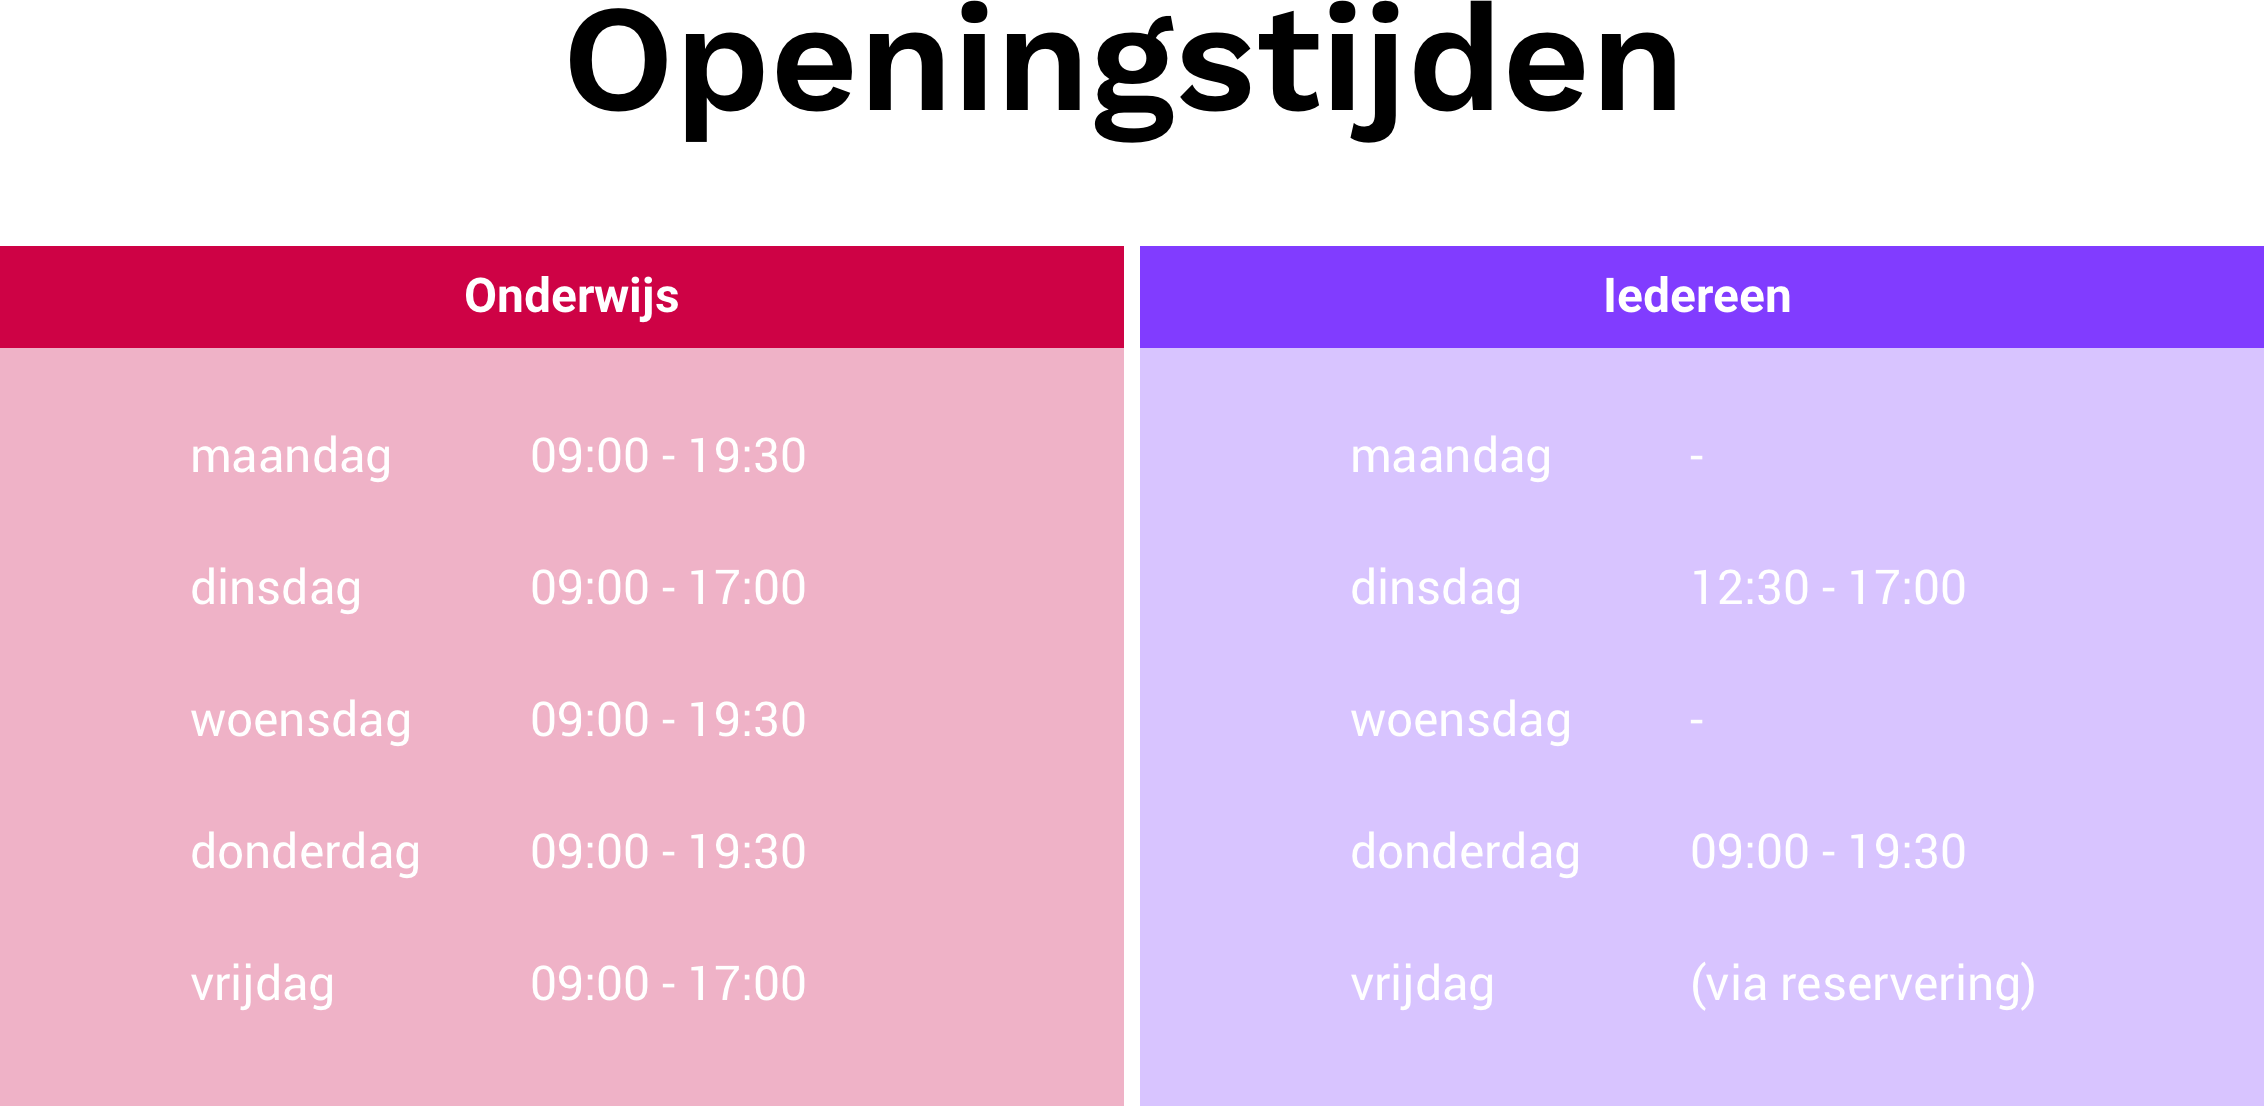 Openingstijden
Onderwijs
maandag 09:00 - 19:30
dinsdag 09:00 - 17:00
woensdag 09:00 - 19:30
donderdag 09:00 - 19:30
vrijdag 09:00 - 17:00
Iedereen
maandag -
dinsdag 12:30 - 17:00
woensdag -
donderdag 09:00 - 19:30
vrijdag (via reservering)